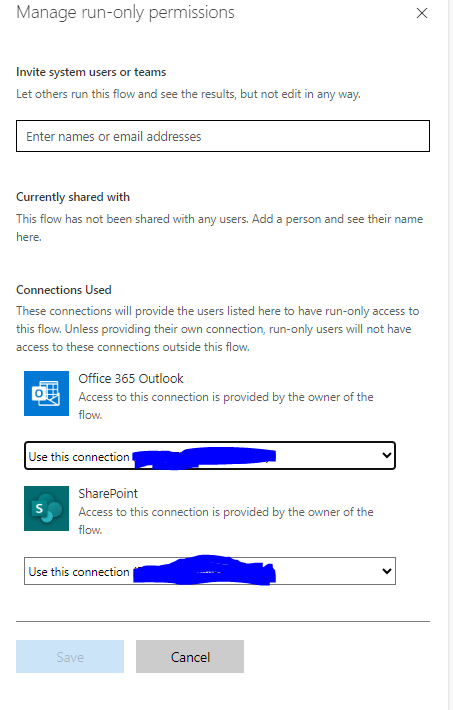 Manage run-only permissions
Invite system users or teams
Let others run this flow and see the results, but not edit in any way.
Enter names or email addresses
Currently shared with
This flow has not been shared with any users. Add a person and see their name
here.
Connections Used
These connections will provide the users listed here to have run-only access to
this flow. Unless providing their own connection, run-only users will not have
access to these connections outside this flow.
Office 365 Outlook
Access to this connection is provided by the owner of the
flow.
Use this connection
SharePoint
Access to this connection is provided by the owner of the
flow.
Use this connection
Save Cancel